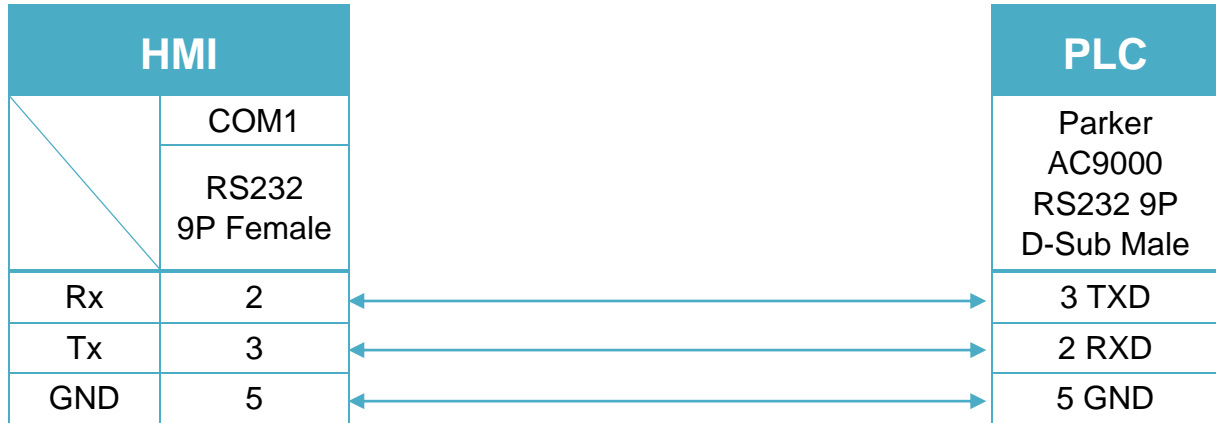 HMI
PLC
COM1
RS232
9P Female
Parker
AC9000
RS232 9P
D-Sub Male
Rx 2 3 TXD
Tx 3 2 RXD
GND 5 5 GND